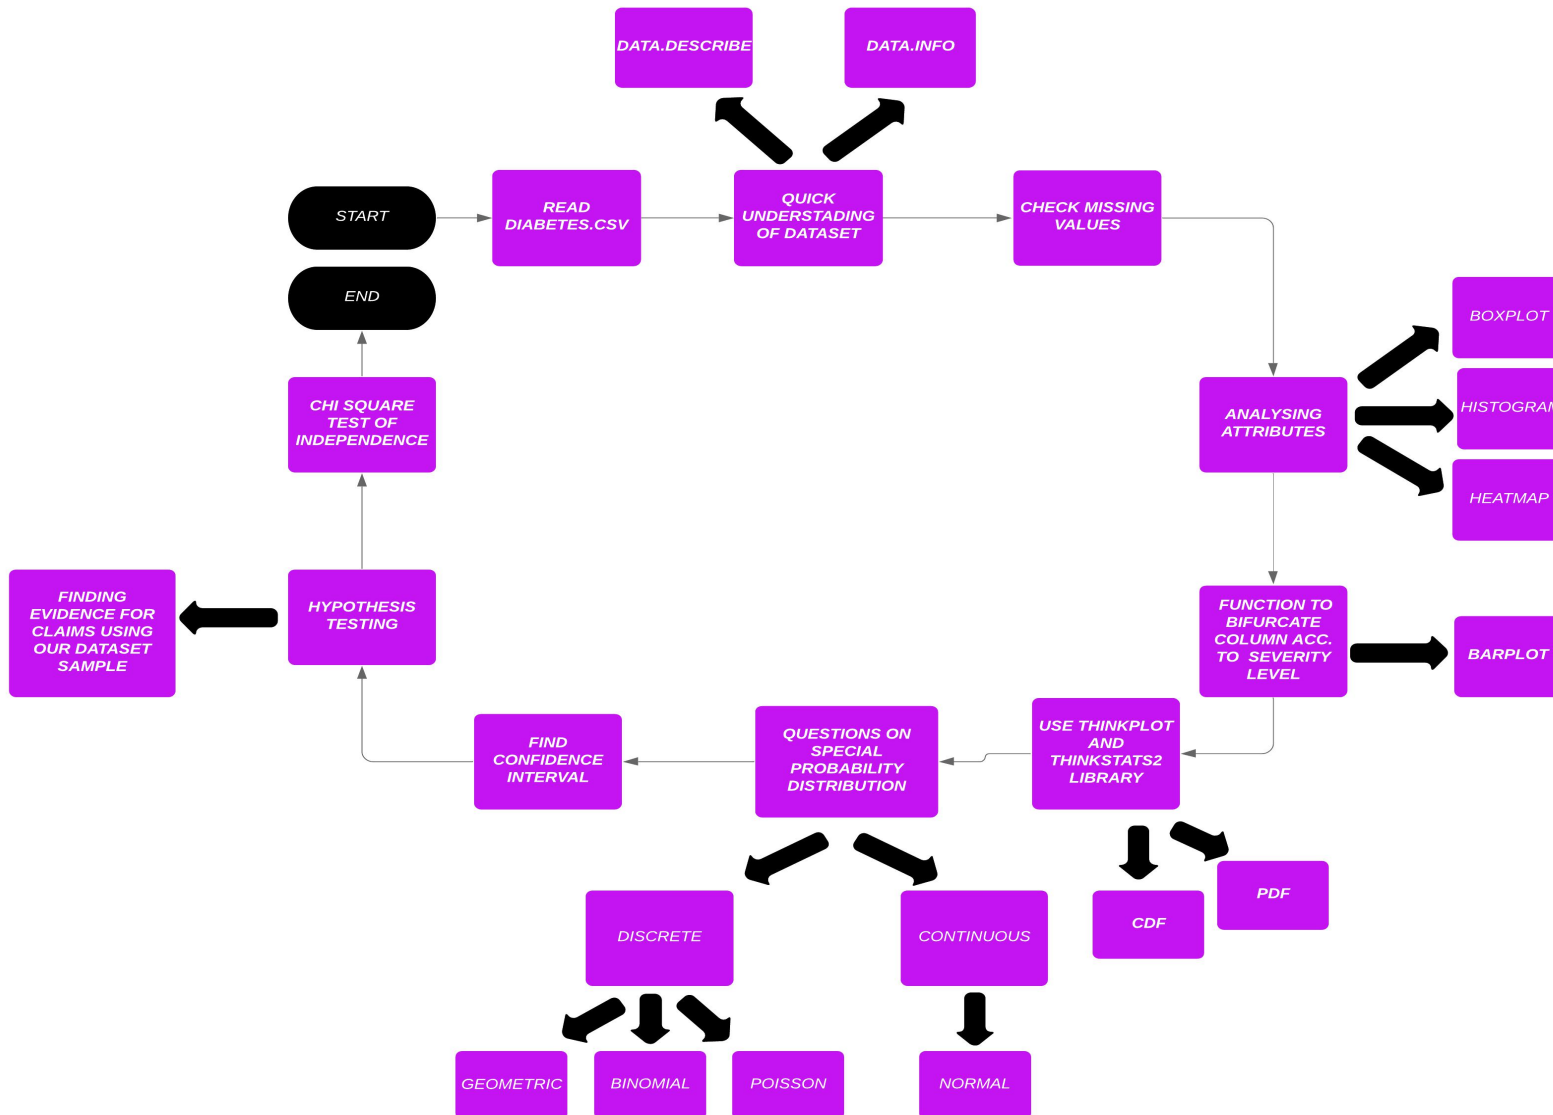 DATA.DESCRIBE
DATA.INFO
START
READ
DIABETES.CSV
QUICK
UNDERSTADING
OF DATASET
CHECK MISSING
VALUES
END
BOXPLOT
CHI SQUARE
TEST OF
INDEPENDENCE
ANALYSING
ATTRIBUTES
HISTOGRAM
HEATMAP
FINDING
EVIDENCE FOR
CLAIMS USING
OUR DATASET
SAMPLE
HYPOTHESIS
TESTING
FUNCTION TO
BIFURCATE
COLUMN ACC.
TO SEVERITY
LEVEL
BARPLOT
FIND
CONFIDENCE
INTERVAL
QUESTIONS ON
SPECIAL
PROBABILITY
DISTRIBUTION
USE THINKPLOT
AND
THINKSTATS2
LIBRARY
DISCRETE
CONTINUOUS
CDF
PDF
GEOMETRIC
BINOMIAL
POISSON
NORMAL